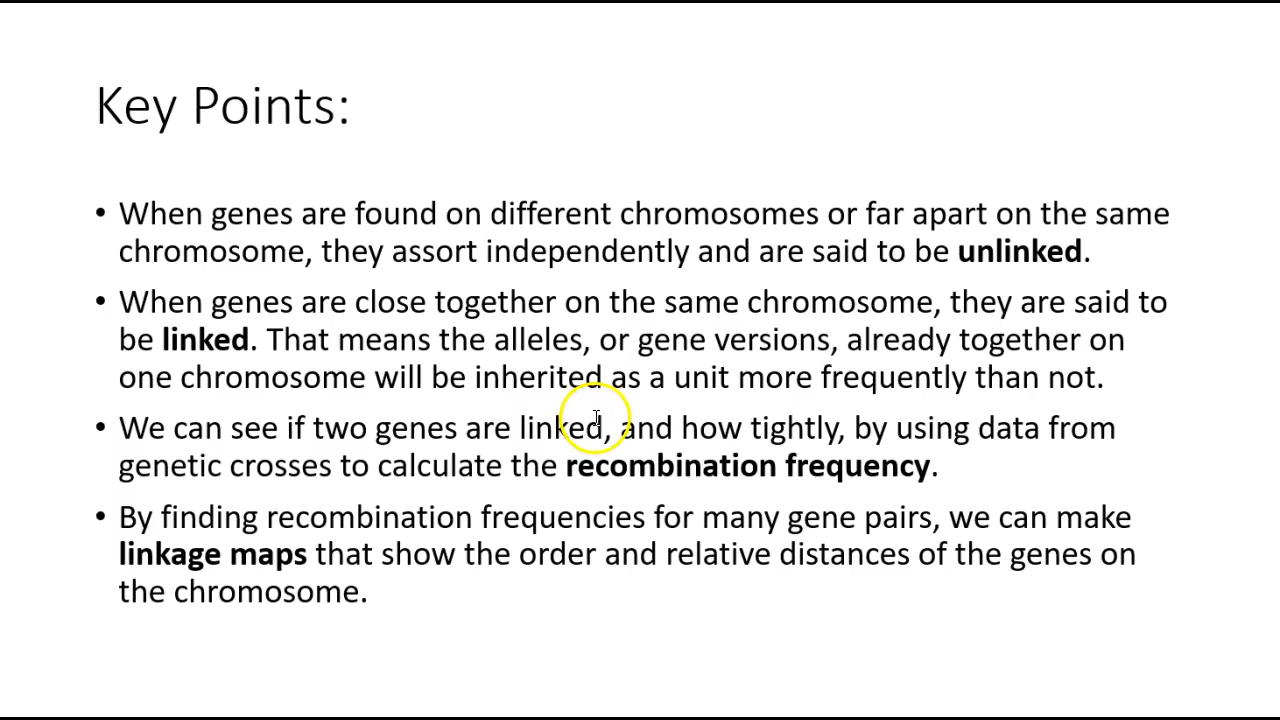 Key Points:
• When genes are found on different chromosomes or far apart on the same
chromosome, they assort independently and are said to be unlinked.
• When genes are close together on the same chromosome, they are said to
be linked. That means the alleles, or gene versions, already together on
one chromosome will be inherited as a unit more frequently than not.
• We can see if two genes are linked, and how tightly, by using data from
genetic crosses to calculate the recombination frequency.
• By finding recombination frequencies for many gene pairs, we can make
linkage maps that show the order and relative distances of the genes on
the chromosome.